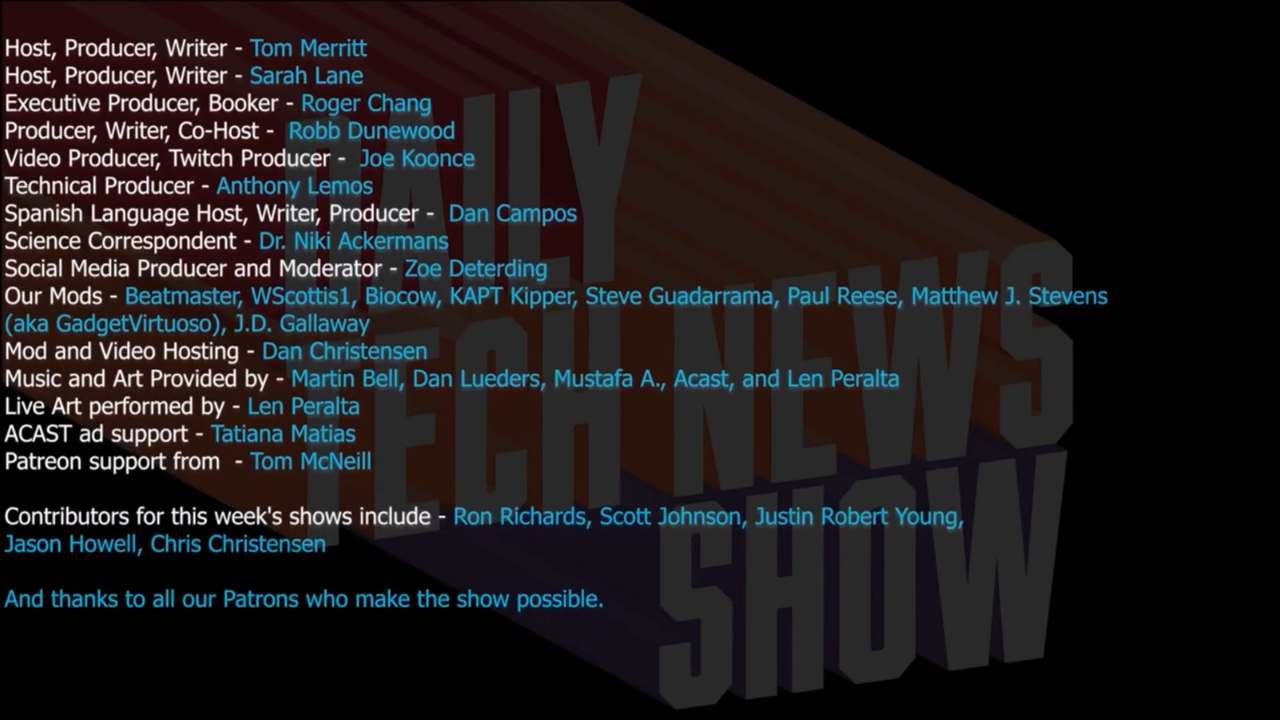 Host, Producer, Writer - Tom Merritt
Host, Producer, Writer - Sarah Lane
Executive Producer, Booker - Roger Chang
Producer, Writer, Co-Host -  Robb Dunewood
Video Producer, Twitch Producer -  Joe Koonce
Technical Producer - Anthony Lemos
Spanish Language Host, Writer, Producer -  Dan Campos
Science Correspondent - Dr. Niki Ackermans
Social Media Producer and Moderator - Zoe Deterding
Our Mods - Beatmaster, WScottis1, Biocow, KAPT Kipper, Steve Guadarrama, Paul Reese, Matthew J. Stevens
(aka GadgetVirtuoso), J.D. Gallaway
Mod and Video Hosting - Dan Christensen
Music and Art Provided by - Martin Bell, Dan Lueders, Mustafa A., Acast, and Len Peralta
Live Art performed by - Len Peralta
ACAST ad support - Tatiana Matias
Patreon support from  - Tom McNeill
Contributors for this week's shows include - Ron Richards, Scott Johnson, Justin Robert Young,
Jason Howell, Chris Christensen
And thanks to all our Patrons who make the show possible.
DAILY
TECH NEWS
SHOW